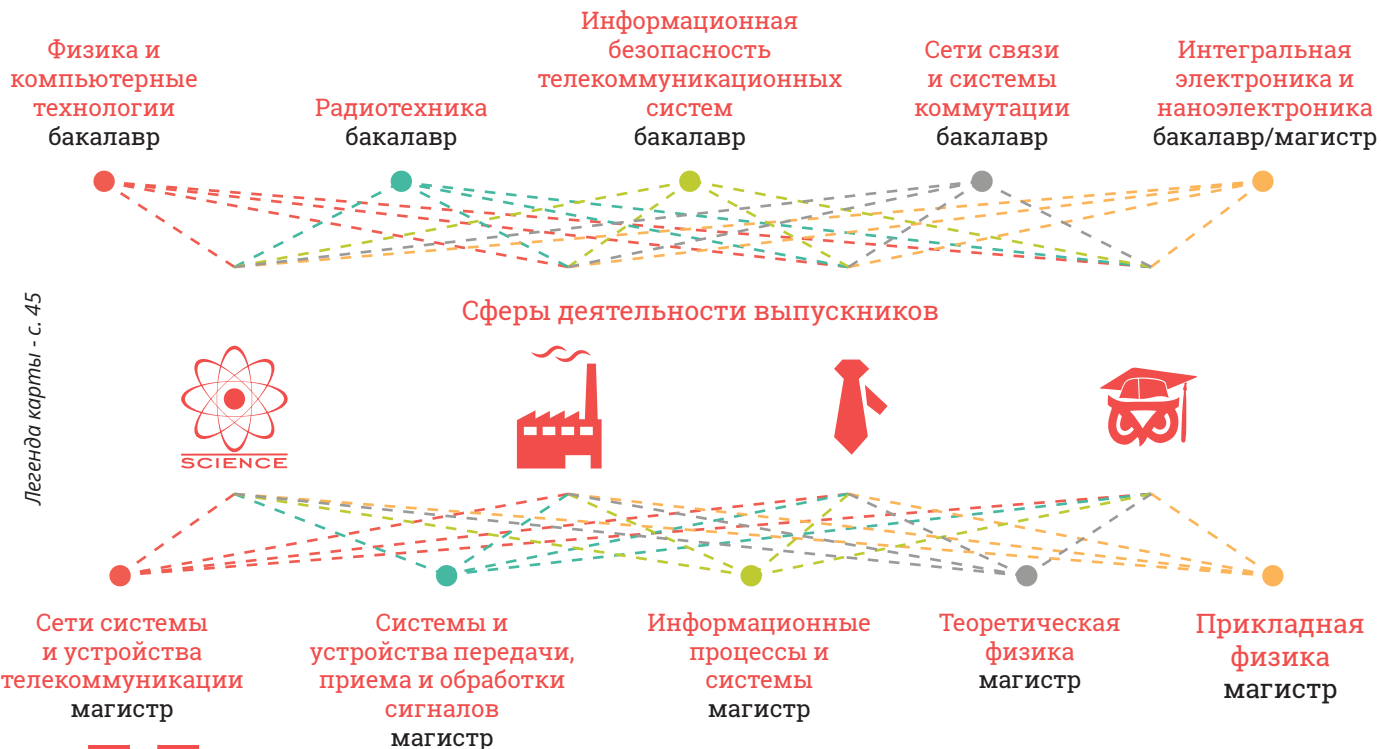 Физика и
компьютерные
технологии
бакалавр
Радиотехника
бакалавр
Информационная
безопасность
телекоммуникационных
систем
бакалавр
Сети связи
и системы
коммутации
бакалавр
Интегральная
электроника и
наноэлектроника
бакалавр/магистр
Легенда карты - с. 45
Сферы деятельности выпускников
SCIENCE
Сети системы
и устройства
телекоммуникации
магистр
Системы и
устройства передачи,
приема и обработки
сигналов
магистр
Информационные
процессы и
системы
магистр
Теоретическая
физика
магистр
Прикладная
физика
магистр